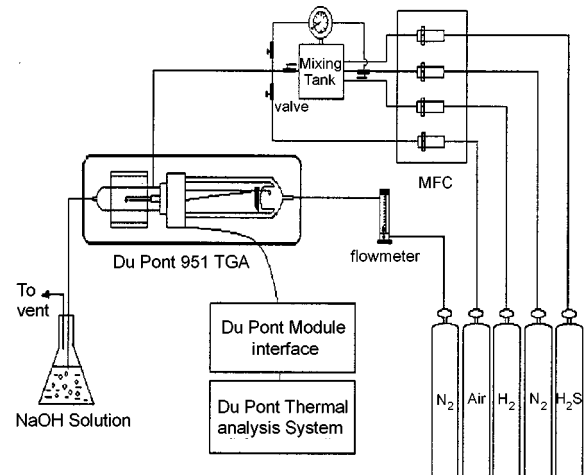 Mixing
Tank
valve
MFC
Du Pont 951 TGA
flowmeter
To
vent
Du Pont Module
interface
NaOH Solution
Du Pont Thermal
analysis System
N2
Air
H2
N2
H2S